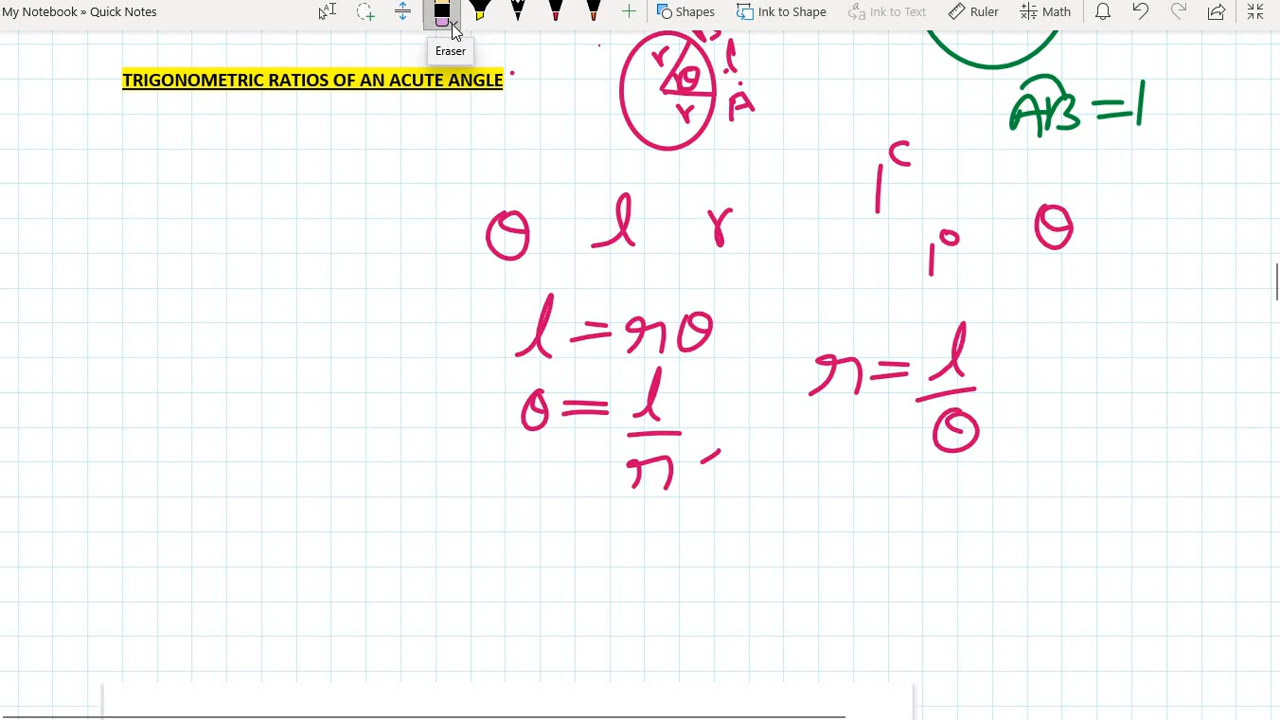 My Notebook » Quick Notes
Shapes
Ink to Shape
Ink to Text
Ruler
Math
Eraser
TRIGONOMETRIC RATIOS OF AN ACUTE ANGLE
r θ l
r A
AB = l
θ l r
1ᶜ
1° θ
l = rθ
r = l/θ
θ = l/r